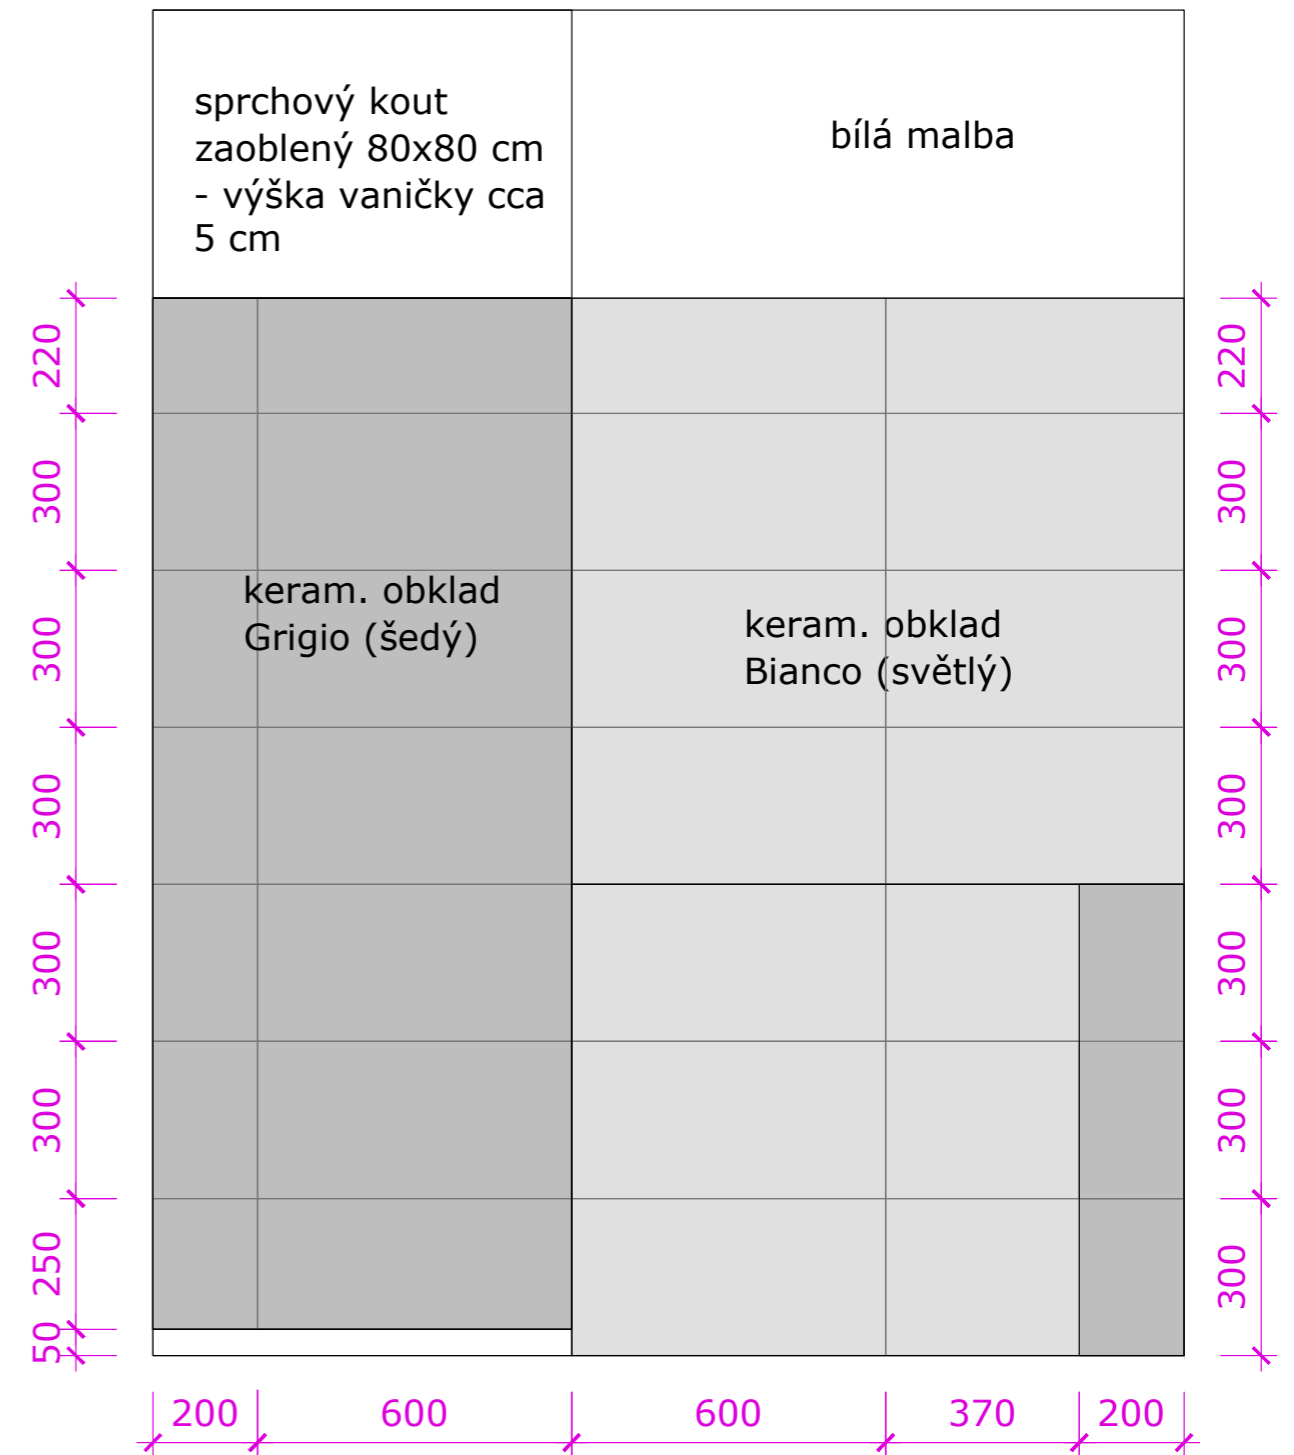 sprchový kout
zaoblený 80x80 cm
- výška vaničky cca
5 cm
bílá malba
220
300
300
300
300
300
250
50
keram. obklad
Grigio (šedý)
keram. obklad
Bianco (světlý)
220
300
300
300
300
300
300
200
600
600
370
200